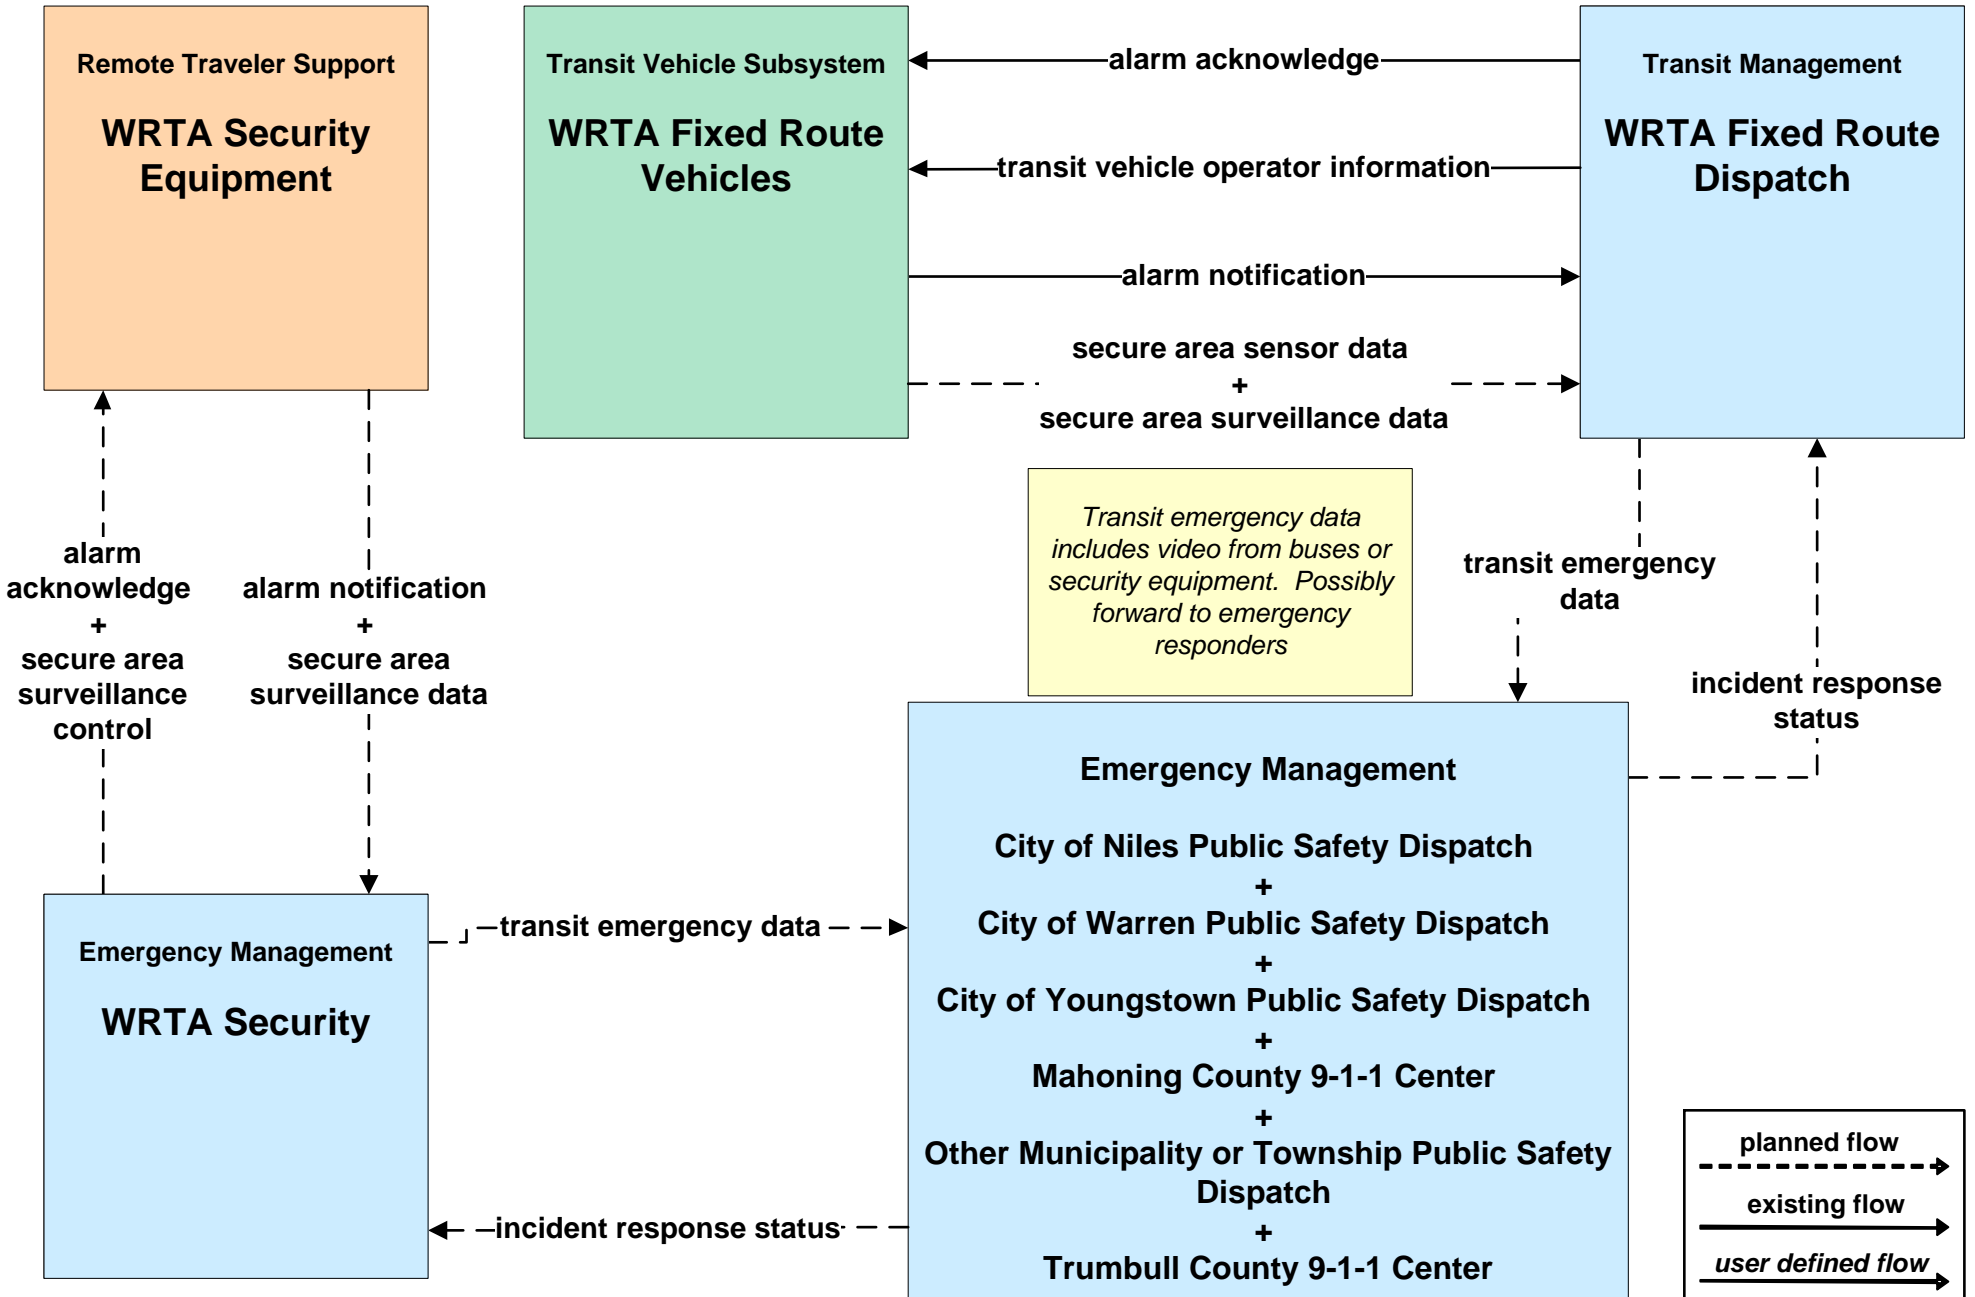 Remote Traveler Support
WRTA Security
Equipment
Transit Vehicle Subsystem
WRTA Fixed Route
Vehicles
Transit Management
WRTA Fixed Route
Dispatch
alarm acknowledge
transit vehicle operator information
alarm notification
secure area sensor data
+
secure area surveillance data
alarm
acknowledge
+
secure area
surveillance
control
alarm notification
+
secure area
surveillance data
Transit emergency data
includes video from buses or
security equipment.  Possibly
forward to emergency
responders
transit emergency
data
incident response
status
Emergency Management
WRTA Security
transit emergency data
incident response status
Emergency Management
City of Niles Public Safety Dispatch
+
City of Warren Public Safety Dispatch
+
City of Youngstown Public Safety Dispatch
+
Mahoning County 9-1-1 Center
+
Other Municipality or Township Public Safety
Dispatch
+
Trumbull County 9-1-1 Center
planned flow
existing flow
user defined flow